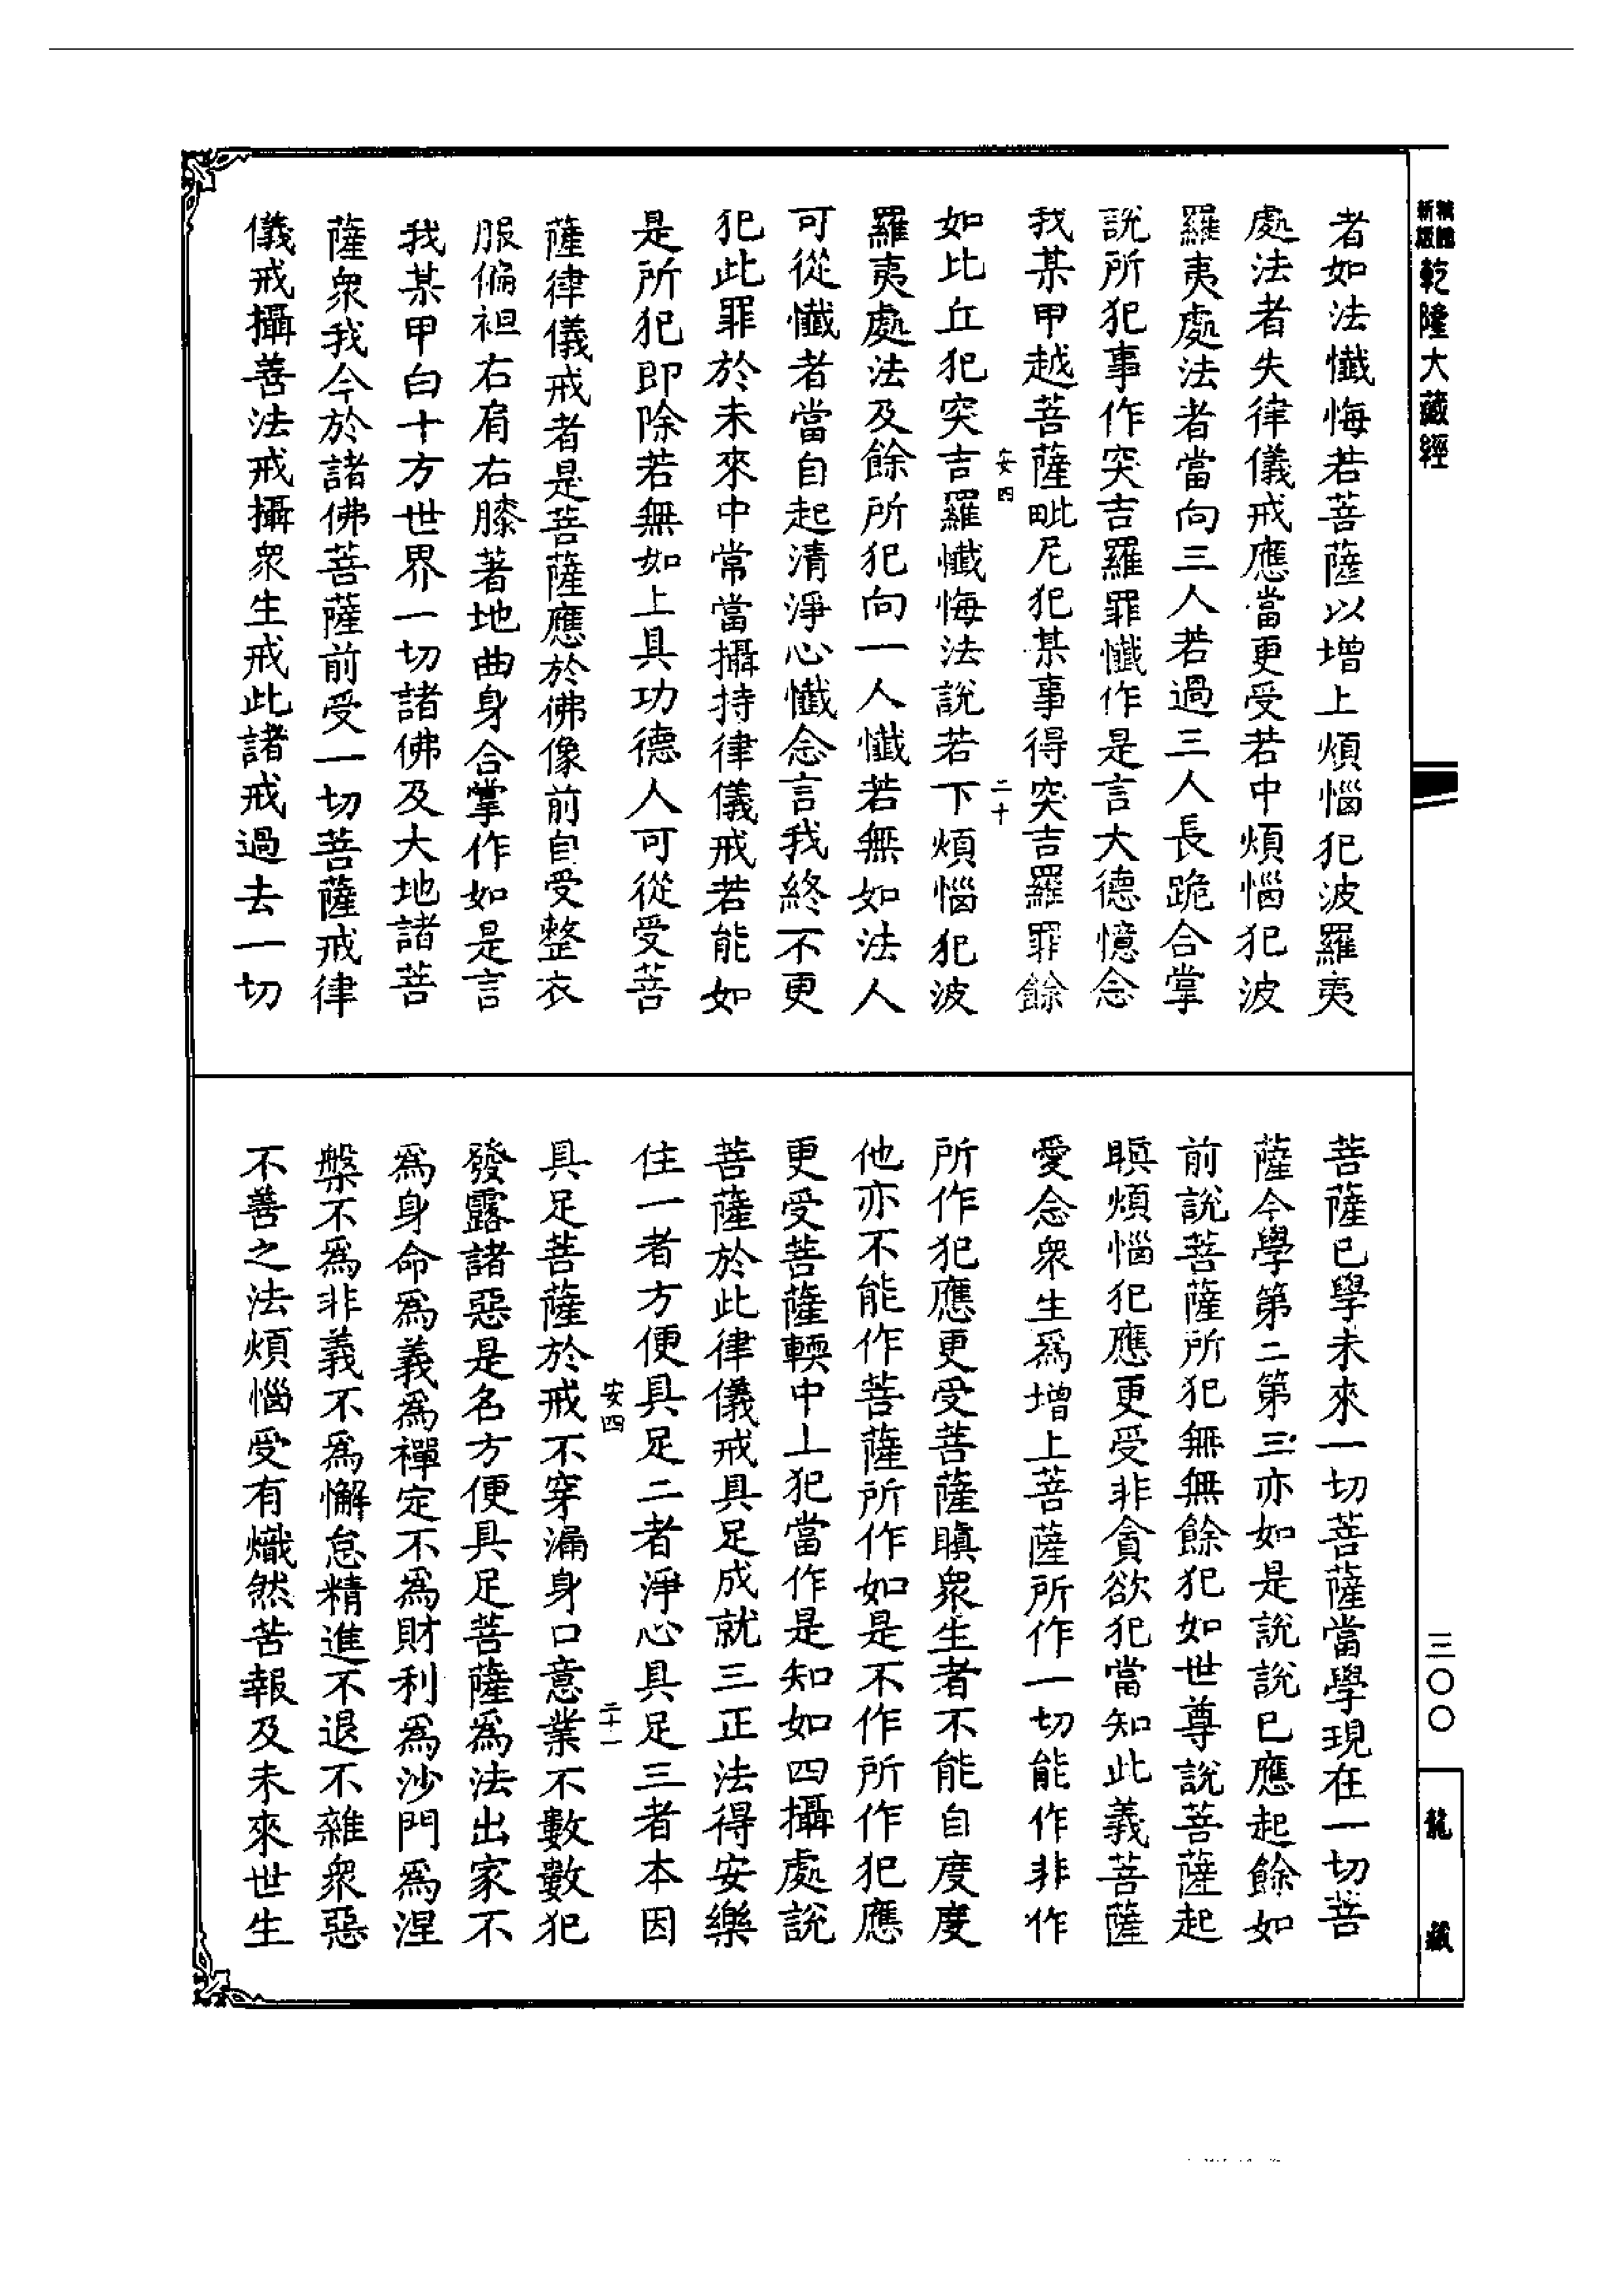 新版
乾隆大藏經
者如法懺悔若菩薩以增上煩惱犯波羅夷
處法者失律儀戒應當更受若中煩惱犯波
羅夷處法者當向三人若過三人長跪合掌
說所犯事作突吉羅罪懺作是言大德憶念
我某甲越菩薩毗尼犯某事得突吉羅罪餘
安四
二十
如比丘犯突吉羅懺悔法說若下煩惱犯波
羅夷處法及餘所犯向一人懺若無如法人
可從懺者當自起清淨心懺念言我終不更
犯此罪於未來中常當攝持律儀戒若能如
是所犯即除若無如上具功德人可從受菩
薩律儀戒者是菩薩應於佛像前自受整衣
服偏袒右肩右膝著地曲身合掌作如是言
我某甲白十方世界一切諸佛及大地諸菩
薩衆我今於諸佛菩薩前受一切菩薩戒律
儀戒攝善法戒攝衆生戒此諸戒過去一切
菩薩已學未來一切菩薩當學現在一切菩
薩今學第二第三亦如是說說已應起餘如
前說菩薩所犯無無餘犯如世尊說菩薩起
瞋煩惱犯應更受非貪欲犯當知此義菩薩
愛念衆生爲增上菩薩所作一切能作非作
所作犯應更受菩薩瞋衆生者不能自度度
他亦不能作菩薩所作如是不作所作犯應
更受菩薩輭中上犯當作是知如四攝處說
菩薩於此律儀戒具足成就三正法得安樂
住一者方便具足二者淨心具足三者本因
安四
二十一
具足菩薩於戒不穿漏身口意業不數數犯
發露諸惡是名方便具足菩薩爲法出家不
爲身命爲義爲禪定不爲財利爲沙門爲涅
槃不爲非義不爲懈怠精進不退不雜衆惡
不善之法煩惱受有熾然苦報及未來世生
三〇〇
龍藏